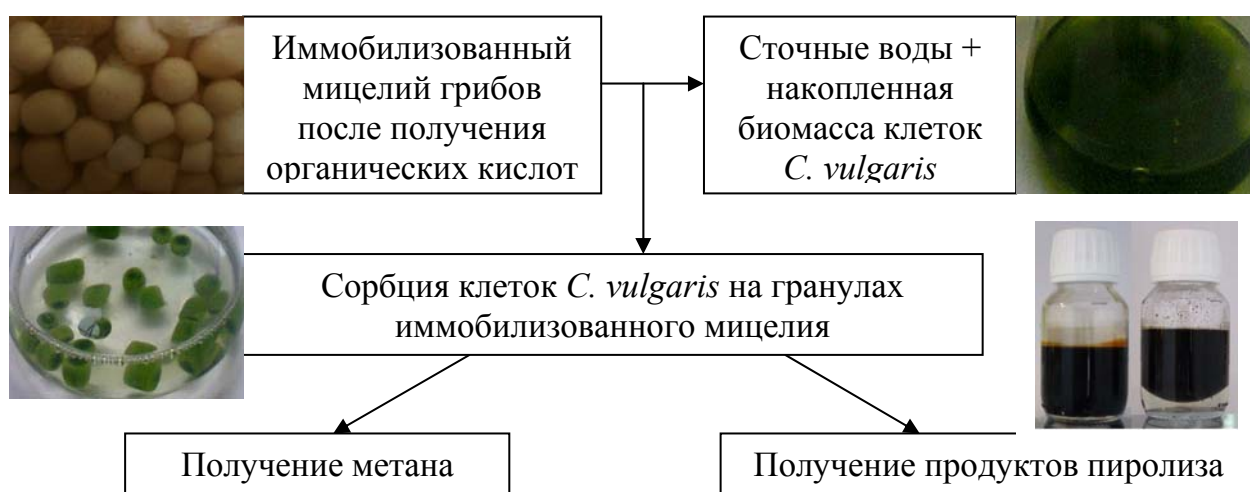 Иммобилизованный
мицелий грибов
после получения
органических кислот
Сточные воды +
накопленная
биомасса клеток
C. vulgaris
Сорбция клеток C. vulgaris на гранулах
иммобилизованного мицелия
Получение метана
Получение продуктов пиролиза